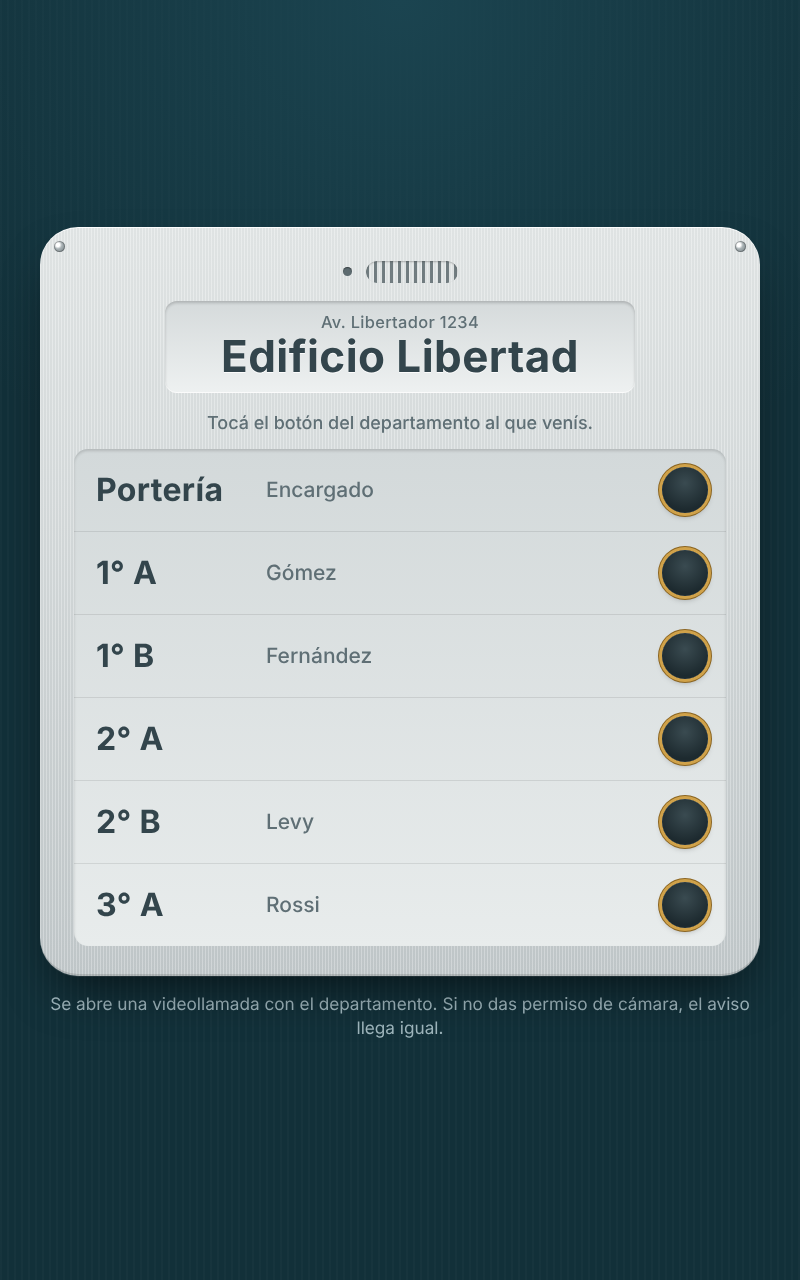 Av. Libertador 1234
Edificio Libertad
Tocá el botón del departamento al que venís.
Portería Encargado
1° A Gómez
1° B Fernández
2° A
2° B Levy
3° A Rossi
Se abre una videollamada con el departamento. Si no das permiso de cámara, el aviso
llega igual.